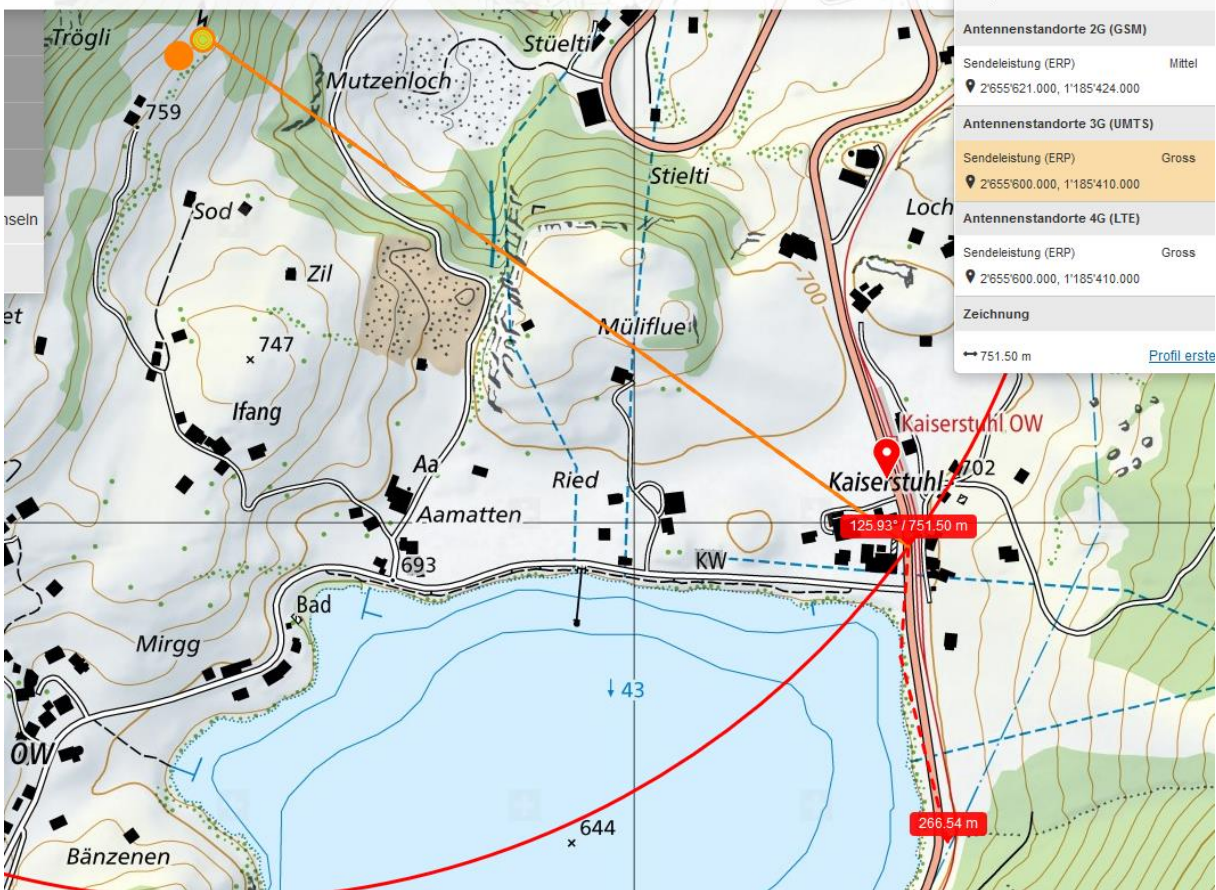 Trögli
Stüelti
Mutzenloch
759
Stielti
Sod
Loch
Zil
700
Müliflue
747
Ifang
Kaiserstuhl OW
Aa
Ried
Kaiserstuhl
702
Aamatten
125.93° / 751.50 m
693
KW
Bad
Mirgg
43
OW
644
266.54 m
Bänzenen
nseln
et
Antennenstandorte 2G (GSM)
Sendeleistung (ERP) Mittel
2'655'621.000, 1'185'424.000
Antennenstandorte 3G (UMTS)
Sendeleistung (ERP) Gross
2'655'600.000, 1'185'410.000
Antennenstandorte 4G (LTE)
Sendeleistung (ERP) Gross
2'655'600.000, 1'185'410.000
Zeichnung
751.50 m Profil erste